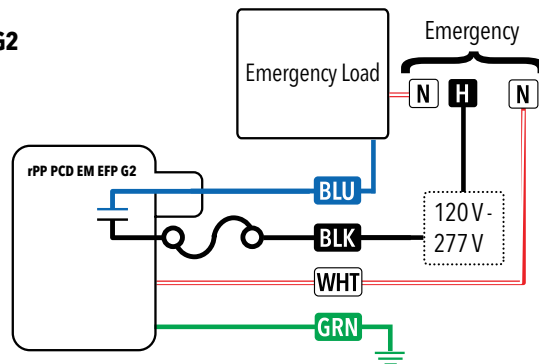 G2
Emergency
Emergency Load
N
H
N
rPP PCD EM EFP G2
BLU
120 V -
277 V
BLK
WHT
GRN